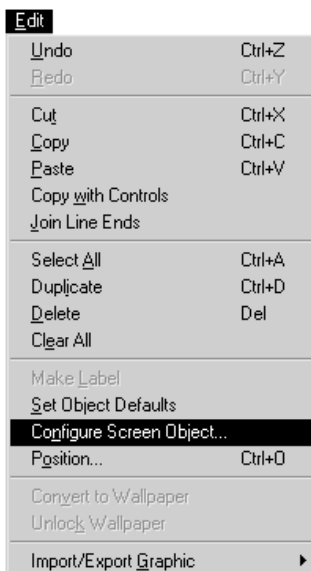 Edit
Undo Ctrl+Z
Redo Ctrl+Y
Cut Ctrl+X
Copy Ctrl+C
Paste Ctrl+V
Copy with Controls
Join Line Ends
Select All Ctrl+A
Duplicate Ctrl+D
Delete Del
Clear All
Make Label
Set Object Defaults
Configure Screen Object...
Position... Ctrl+O
Convert to Wallpaper
Unlock Wallpaper
Import/Export Graphic